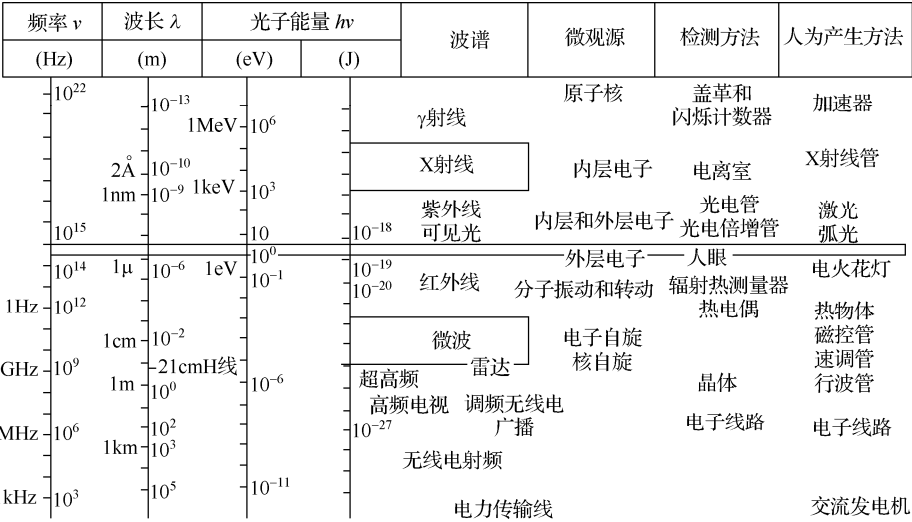 频率 ν 波长 λ 光子能量 hν 波谱 微观源 检测方法 人为产生方法
(Hz) (m) (eV) (J)
10²² 10⁻¹³ 原子核 盖革和
闪烁计数器 加速器
1MeV 10⁶ γ射线
2Å 10⁻¹⁰ X射线 内层电子 电离室 X射线管
1nm 10⁻⁹ 1keV 10³
紫外线 光电管 激光
10¹⁵ 10 10⁻¹⁸ 可见光 内层和外层电子 光电倍增管 弧光
10⁰ 外层电子 人眼
10¹⁴ 1μ 10⁻⁶ 1eV 10⁻¹ 10⁻¹⁹ 电火花灯
10⁻²⁰ 红外线 分子振动和转动 辐射热测量器
1Hz 10¹² 热电偶 热物体
1cm 10⁻² 微波 电子自旋 磁控管
GHz 10⁹ 21cmH线 雷达 核自旋 速调管
1m 10⁰ 10⁻⁶ 超高频 晶体 行波管
高频电视 调频无线电
MHz 10⁶ 10² 10⁻²⁷ 广播 电子线路 电子线路
1km 10³
无线电射频
kHz 10³ 10⁵ 10⁻¹¹ 电力传输线 交流发电机